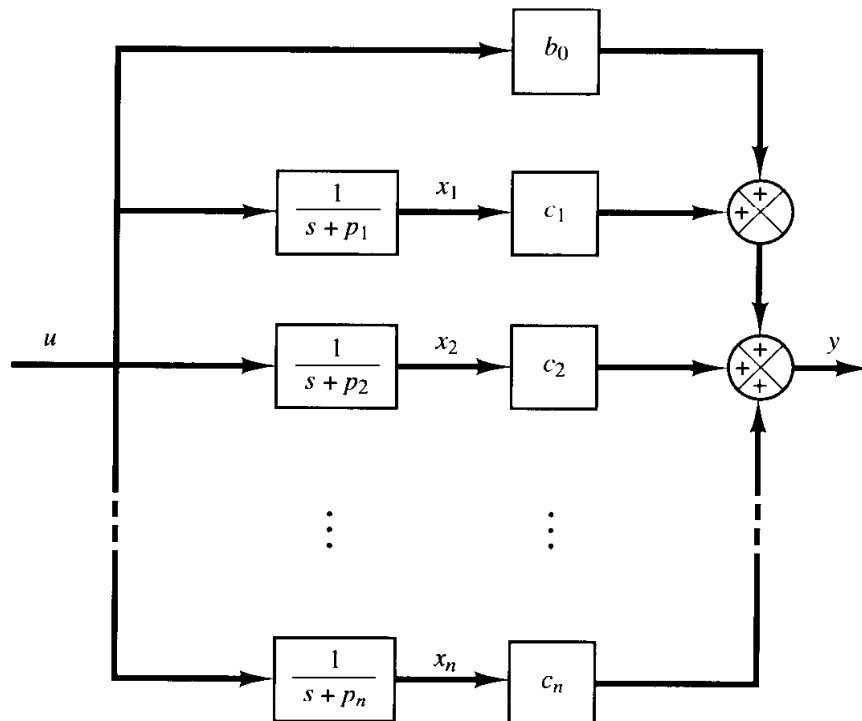 b₀
+
1/(s + p₁) x₁ c₁ +
u
+
1/(s + p₂) x₂ c₂ + y
+
⋮ ⋮
1/(s + pₙ) xₙ cₙ